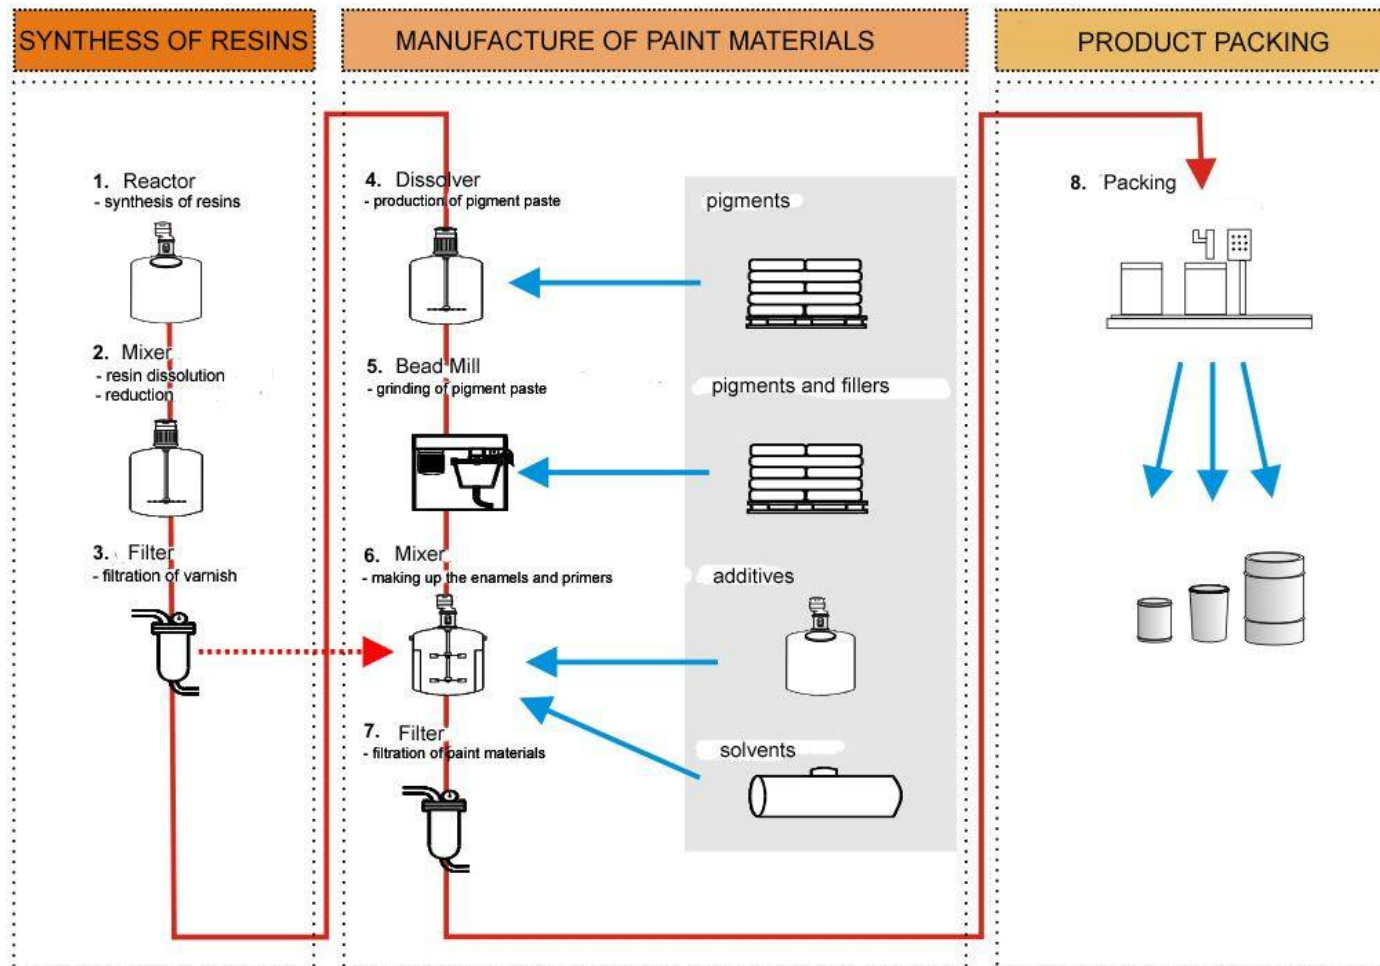 SYNTHESS OF RESINS
MANUFACTURE OF PAINT MATERIALS
PRODUCT PACKING
1. Reactor
- synthesis of resins
2. Mixer
- resin dissolution
- reduction
3. Filter
- filtration of varnish
4. Dissolver
- production of pigment paste
5. Bead Mill
- grinding of pigment paste
6. Mixer
- making up the enamels and primers
7. Filter
- filtration of paint materials
pigments
pigments and fillers
additives
solvents
8. Packing